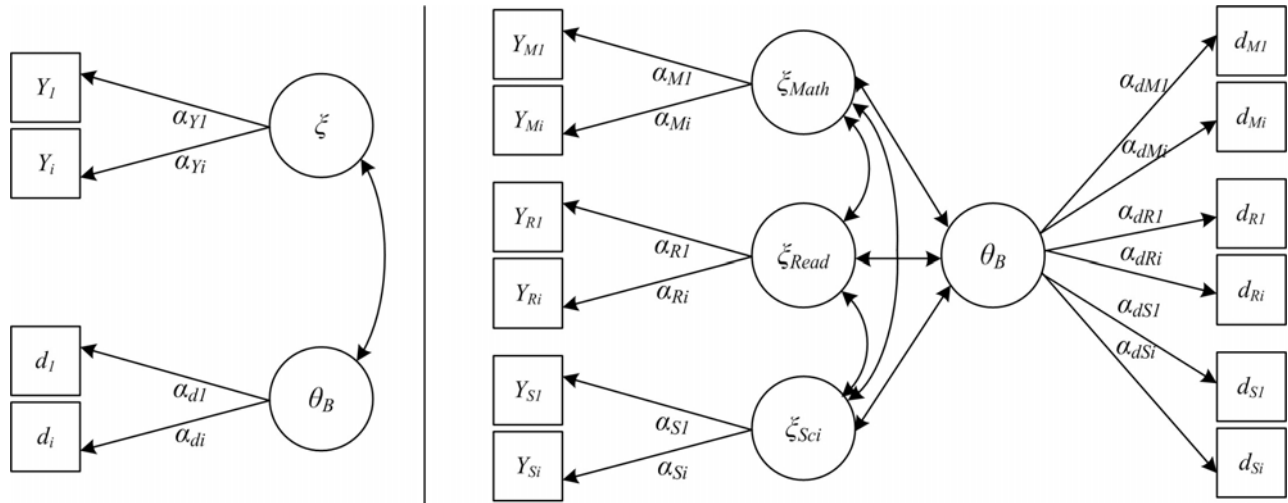 Y1
αY1
Yi
αYi
ξ
d1
αd1
di
αdi
θB
YM1
αM1
YMi
αMi
ξMath
YR1
αR1
YRi
αRi
ξRead
YS1
αS1
YSi
αSi
ξSci
θB
αdM1
dM1
αdMi
dMi
αdR1
dR1
αdRi
dRi
αdS1
dS1
αdSi
dSi